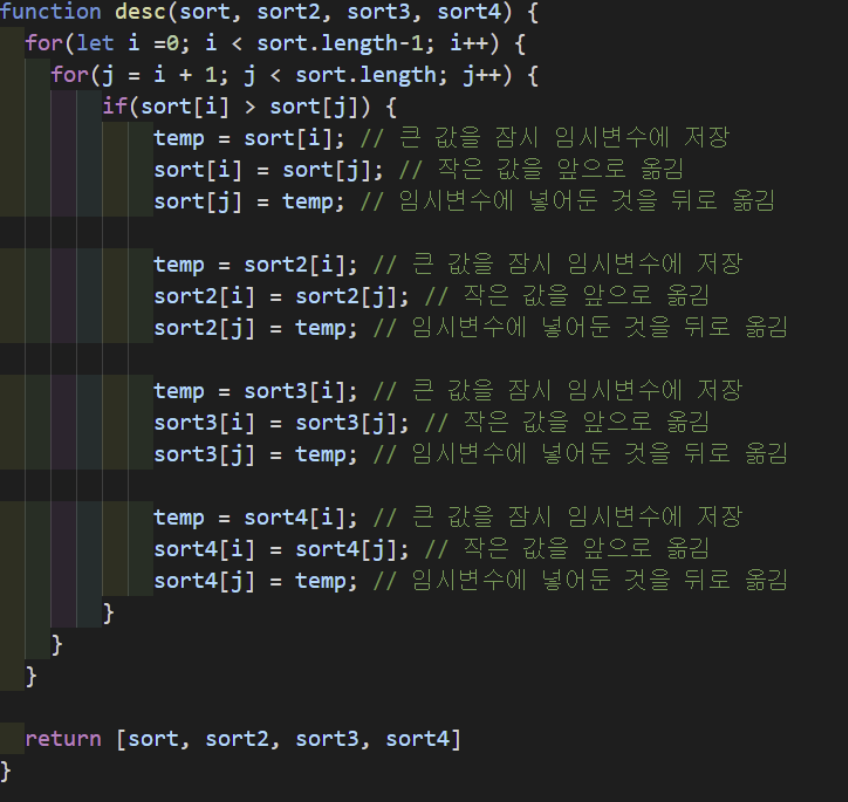 function desc(sort, sort2, sort3, sort4) {
for(let i =0; i < sort.length-1; i++) {
for(j = i + 1; j < sort.length; j++) {
if(sort[i] > sort[j]) {
temp = sort[i]; // 큰 값을 잠시 임시변수에 저장
sort[i] = sort[j]; // 작은 값을 앞으로 옮김
sort[j] = temp; // 임시변수에 넣어둔 것을 뒤로 옮김
temp = sort2[i]; // 큰 값을 잠시 임시변수에 저장
sort2[i] = sort2[j]; // 작은 값을 앞으로 옮김
sort2[j] = temp; // 임시변수에 넣어둔 것을 뒤로 옮김
temp = sort3[i]; // 큰 값을 잠시 임시변수에 저장
sort3[i] = sort3[j]; // 작은 값을 앞으로 옮김
sort3[j] = temp; // 임시변수에 넣어둔 것을 뒤로 옮김
temp = sort4[i]; // 큰 값을 잠시 임시변수에 저장
sort4[i] = sort4[j]; // 작은 값을 앞으로 옮김
sort4[j] = temp; // 임시변수에 넣어둔 것을 뒤로 옮김
}
}
}
return [sort, sort2, sort3, sort4]
}